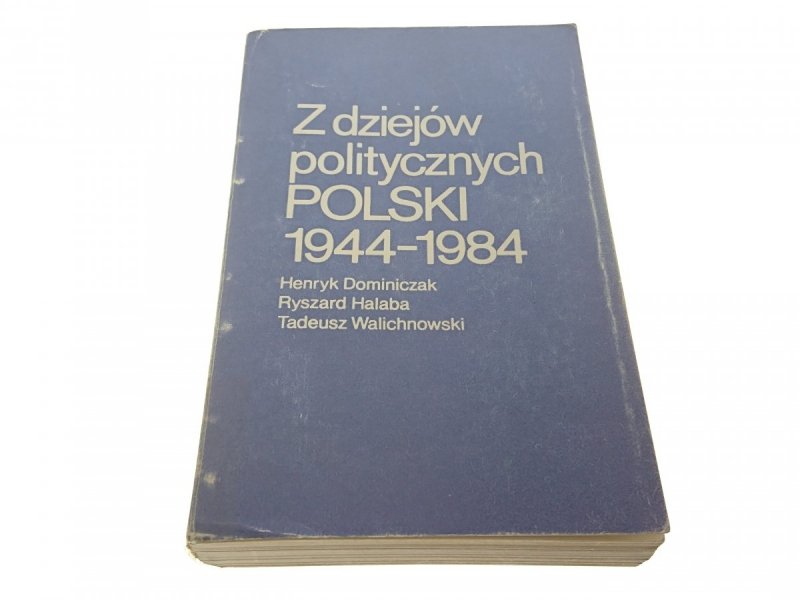 Z dziejów
politycznych
POLSKI
1944-1984
Henryk Dominiczak
Ryszard Halaba
Tadeusz Walichnowski